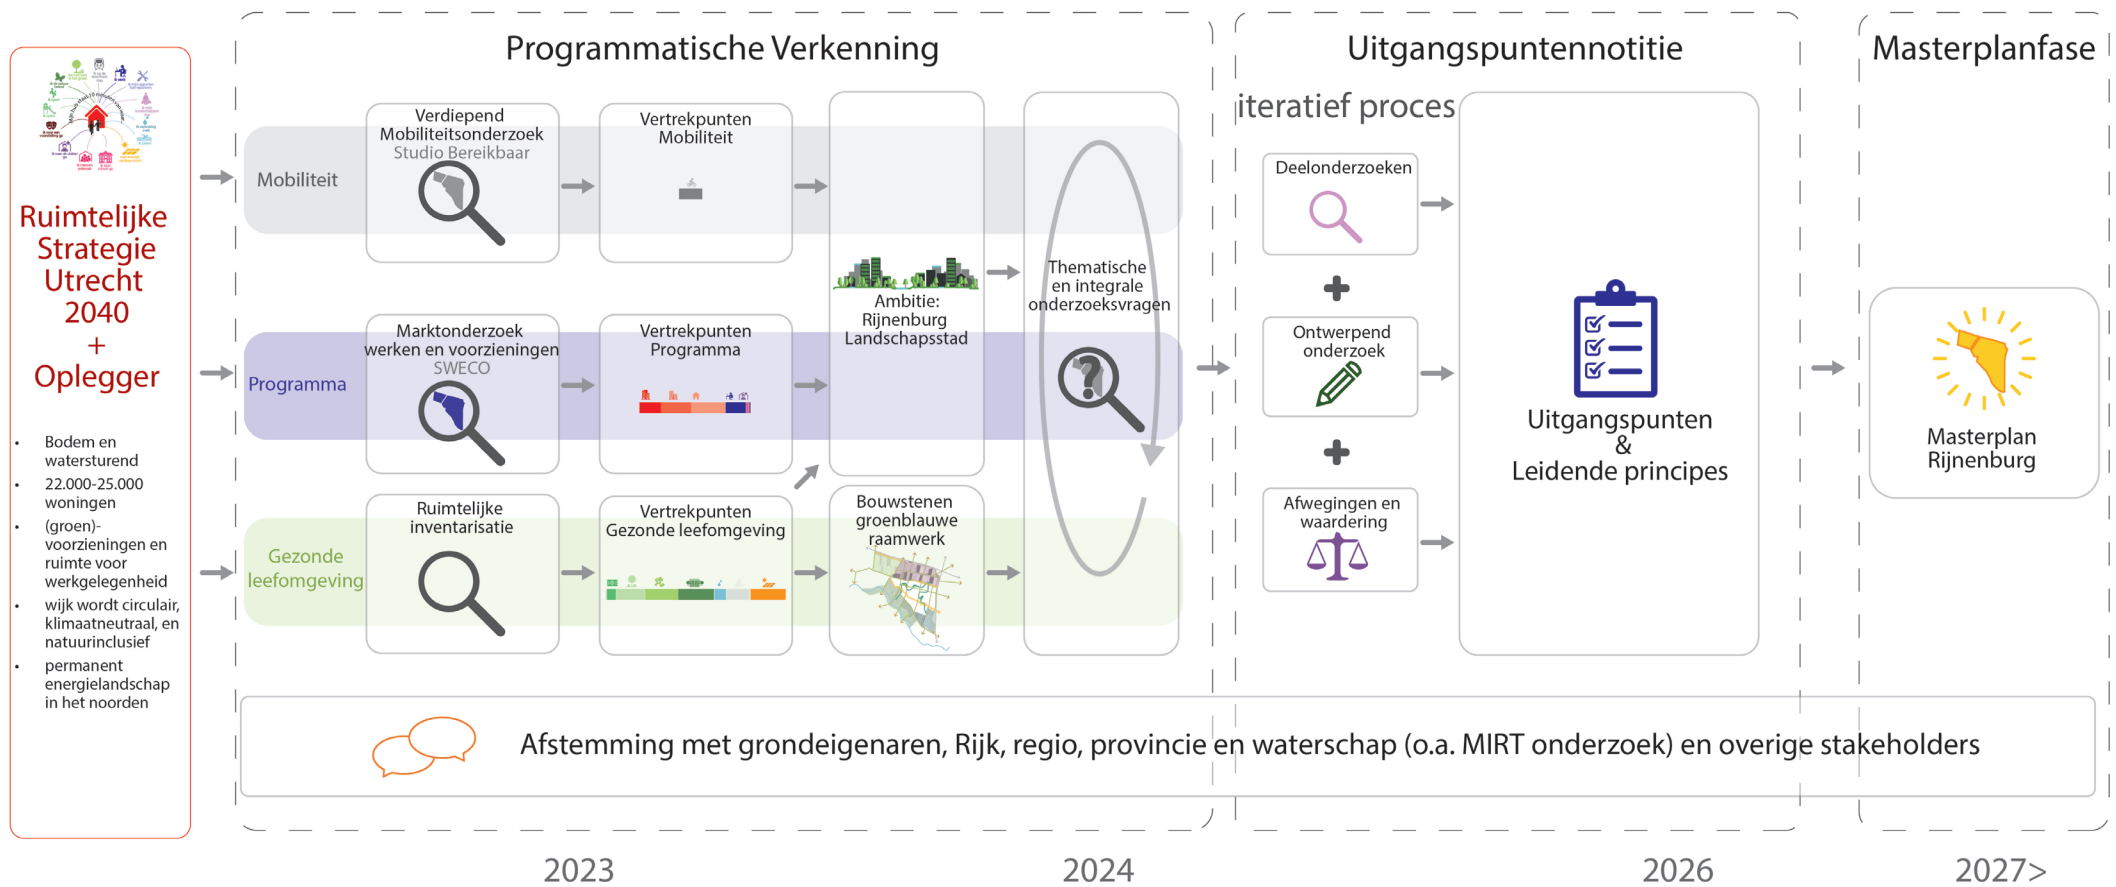 Ruimtelijke
Strategie
Utrecht
2040
+
Oplegger
• Bodem en
watersturend
• 22.000-25.000
woningen
• (groen)-
voorzieningen en
ruimte voor
werkgelegenheid
• wijk wordt circulair,
klimaatneutraal, en
natuurinclusief
• permanent
energielandschap
in het noorden
Programmatische Verkenning
Mobiliteit
Verdiepend
Mobiliteitsonderzoek
Studio Bereikbaar
Vertrekpunten
Mobiliteit
Programma
Marktonderzoek
werken en voorzieningen
SWECO
Vertrekpunten
Programma
Ambitie:
Rijnenburg
Landschapsstad
Gezonde
leefomgeving
Ruimtelijke
inventarisatie
Vertrekpunten
Gezonde leefomgeving
Bouwstenen
groenblauwe
raamwerk
Thematische
en integrale
onderzoeksvragen
?
Uitgangspuntennotitie
iteratief proces
Deelonderzoeken
+
Ontwerpend
onderzoek
+
Afwegingen en
waardering
Uitgangspunten
&
Leidende principes
Masterplanfase
Masterplan
Rijnenburg
Afstemming met grondeigenaren, Rijk, regio, provincie en waterschap (o.a. MIRT onderzoek) en overige stakeholders
2023
2024
2026
2027>